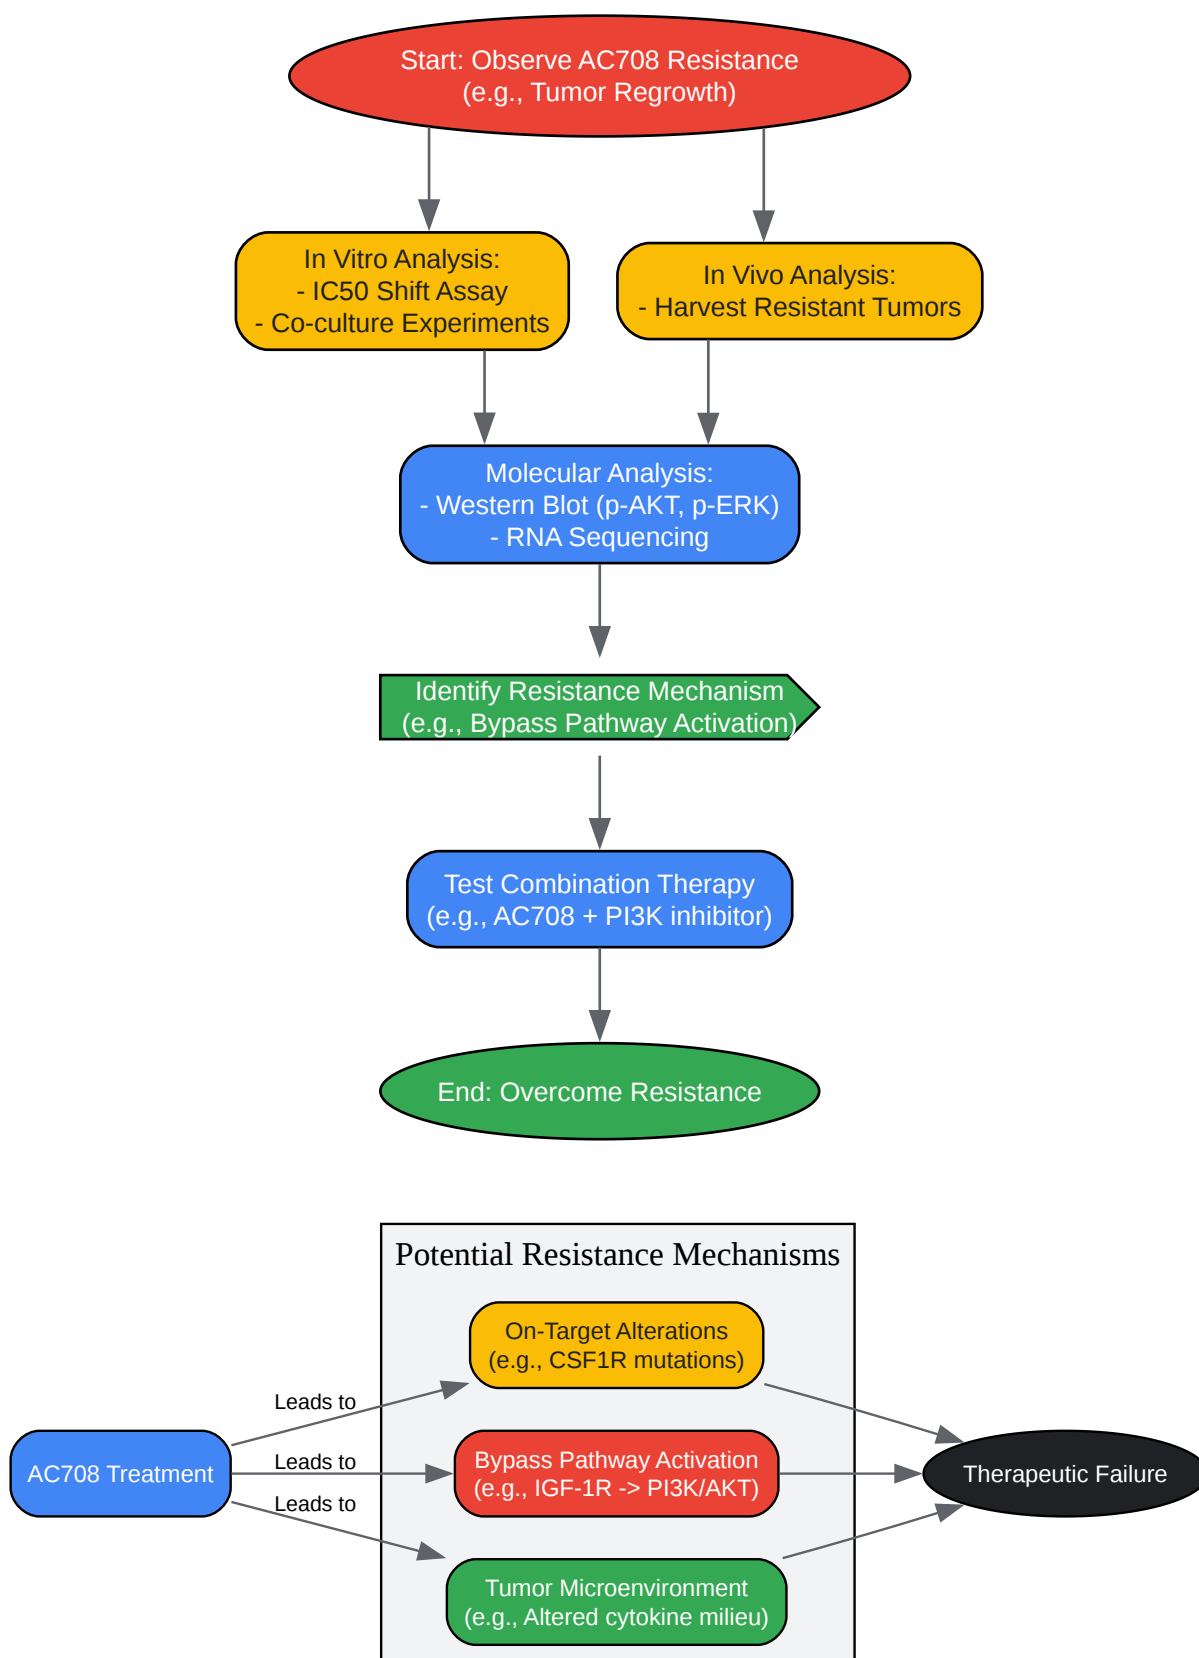 Start: Observe AC708 Resistance
(e.g., Tumor Regrowth)
In Vitro Analysis:
- IC50 Shift Assay
- Co-culture Experiments
In Vivo Analysis:
- Harvest Resistant Tumors
Molecular Analysis:
- Western Blot (p-AKT, p-ERK)
- RNA Sequencing
Identify Resistance Mechanism
(e.g., Bypass Pathway Activation)
Test Combination Therapy
(e.g., AC708 + PI3K inhibitor)
End: Overcome Resistance
Potential Resistance Mechanisms
On-Target Alterations
(e.g., CSF1R mutations)
Leads to
AC708 Treatment
Leads to
Bypass Pathway Activation
(e.g., IGF-1R -> PI3K/AKT)
Therapeutic Failure
Leads to
Tumor Microenvironment
(e.g., Altered cytokine milieu)